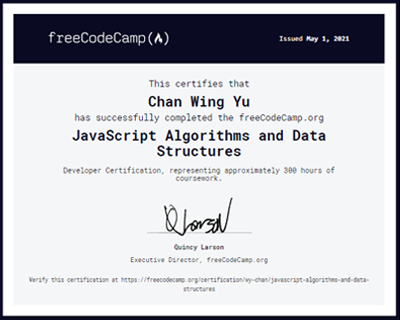 freeCodeCamp(🔥)
Issued May 1, 2021
This certifies that
Chan Wing Yu
has successfully completed the freeCodeCamp.org
JavaScript Algorithms and Data
Structures
Developer Certification, representing approximately 300 hours of
coursework.
QLarson
Quincy Larson
Executive Director, freeCodeCamp.org
Verify this certification at https://freecodecamp.org/certification/wy-chan/javascript-algorithms-and-data-
structures